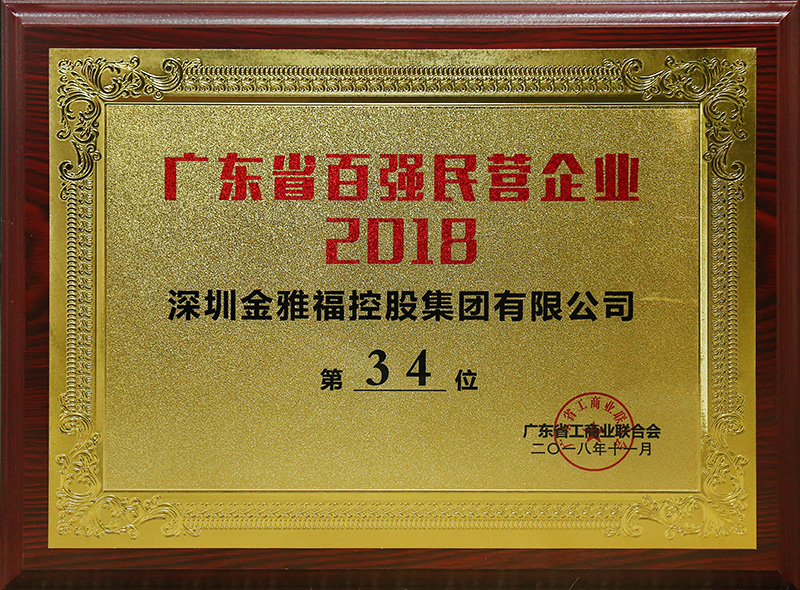 广东省百强民营企业
2018
深圳金雅福控股集团有限公司
第 34 位
广东省工商业联合会
二〇一八年十一月